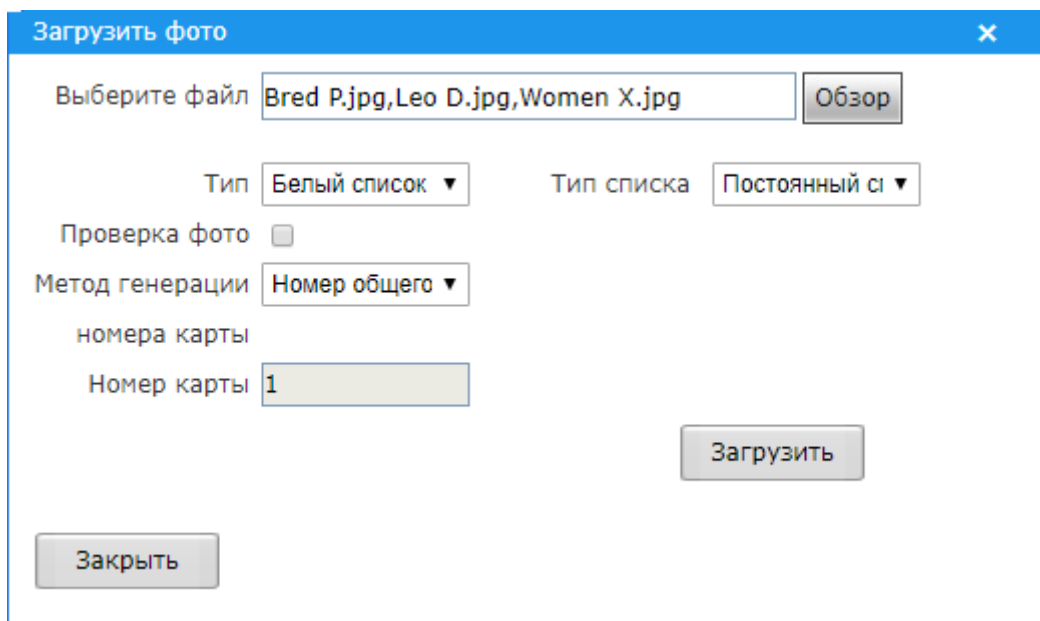 Загрузить фото ×
Выберите файл Bred P.jpg,Leo D.jpg,Women X.jpg Обзор
Тип Белый список ▼ Тип списка Постоянный ▼
Проверка фото
Метод генерации Номер общего ▼
номера карты
Номер карты 1
Загрузить
Закрыть